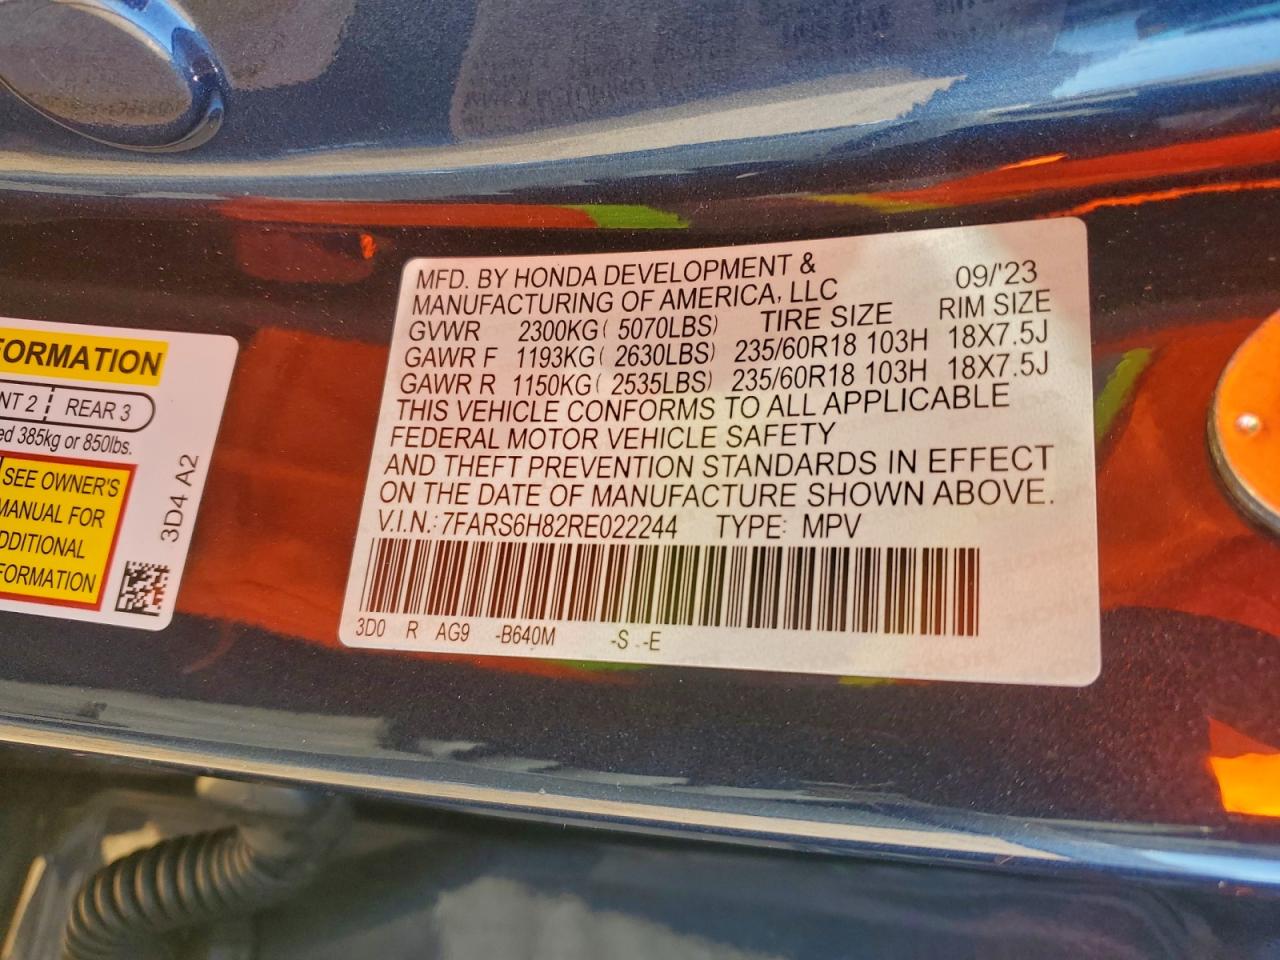 MFD. BY HONDA DEVELOPMENT &
MANUFACTURING OF AMERICA, LLC 09/'23
GVWR 2300KG ( 5070LBS) TIRE SIZE RIM SIZE
GAWR F 1193KG ( 2630LBS) 235/60R18 103H 18X7.5J
GAWR R 1150KG ( 2535LBS) 235/60R18 103H 18X7.5J
THIS VEHICLE CONFORMS TO ALL APPLICABLE
FEDERAL MOTOR VEHICLE SAFETY
AND THEFT PREVENTION STANDARDS IN EFFECT
ON THE DATE OF MANUFACTURE SHOWN ABOVE.
V.I.N.: 7FARS6H82RE022244 TYPE: MPV
3D0 R AG9 -B640M -S -E
FORMATION
NT 2 REAR 3
ed 385kg or 850lbs.
SEE OWNER'S
MANUAL FOR
DDITIONAL
FORMATION
3D4 A2